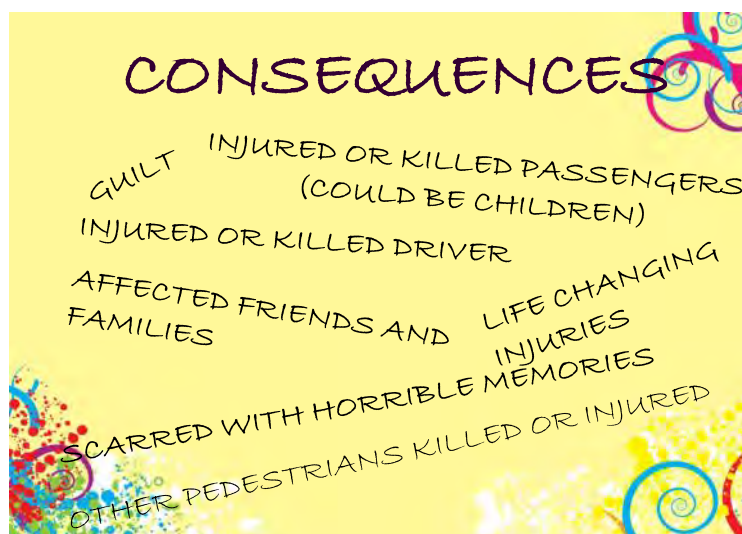 CONSEQUENCES
GUILT
INJURED OR KILLED PASSENGERS
(COULD BE CHILDREN)
INJURED OR KILLED DRIVER
AFFECTED FRIENDS AND
FAMILIES
LIFE CHANGING
INJURIES
SCARRED WITH HORRIBLE MEMORIES
OTHER PEDESTRIANS KILLED OR INJURED